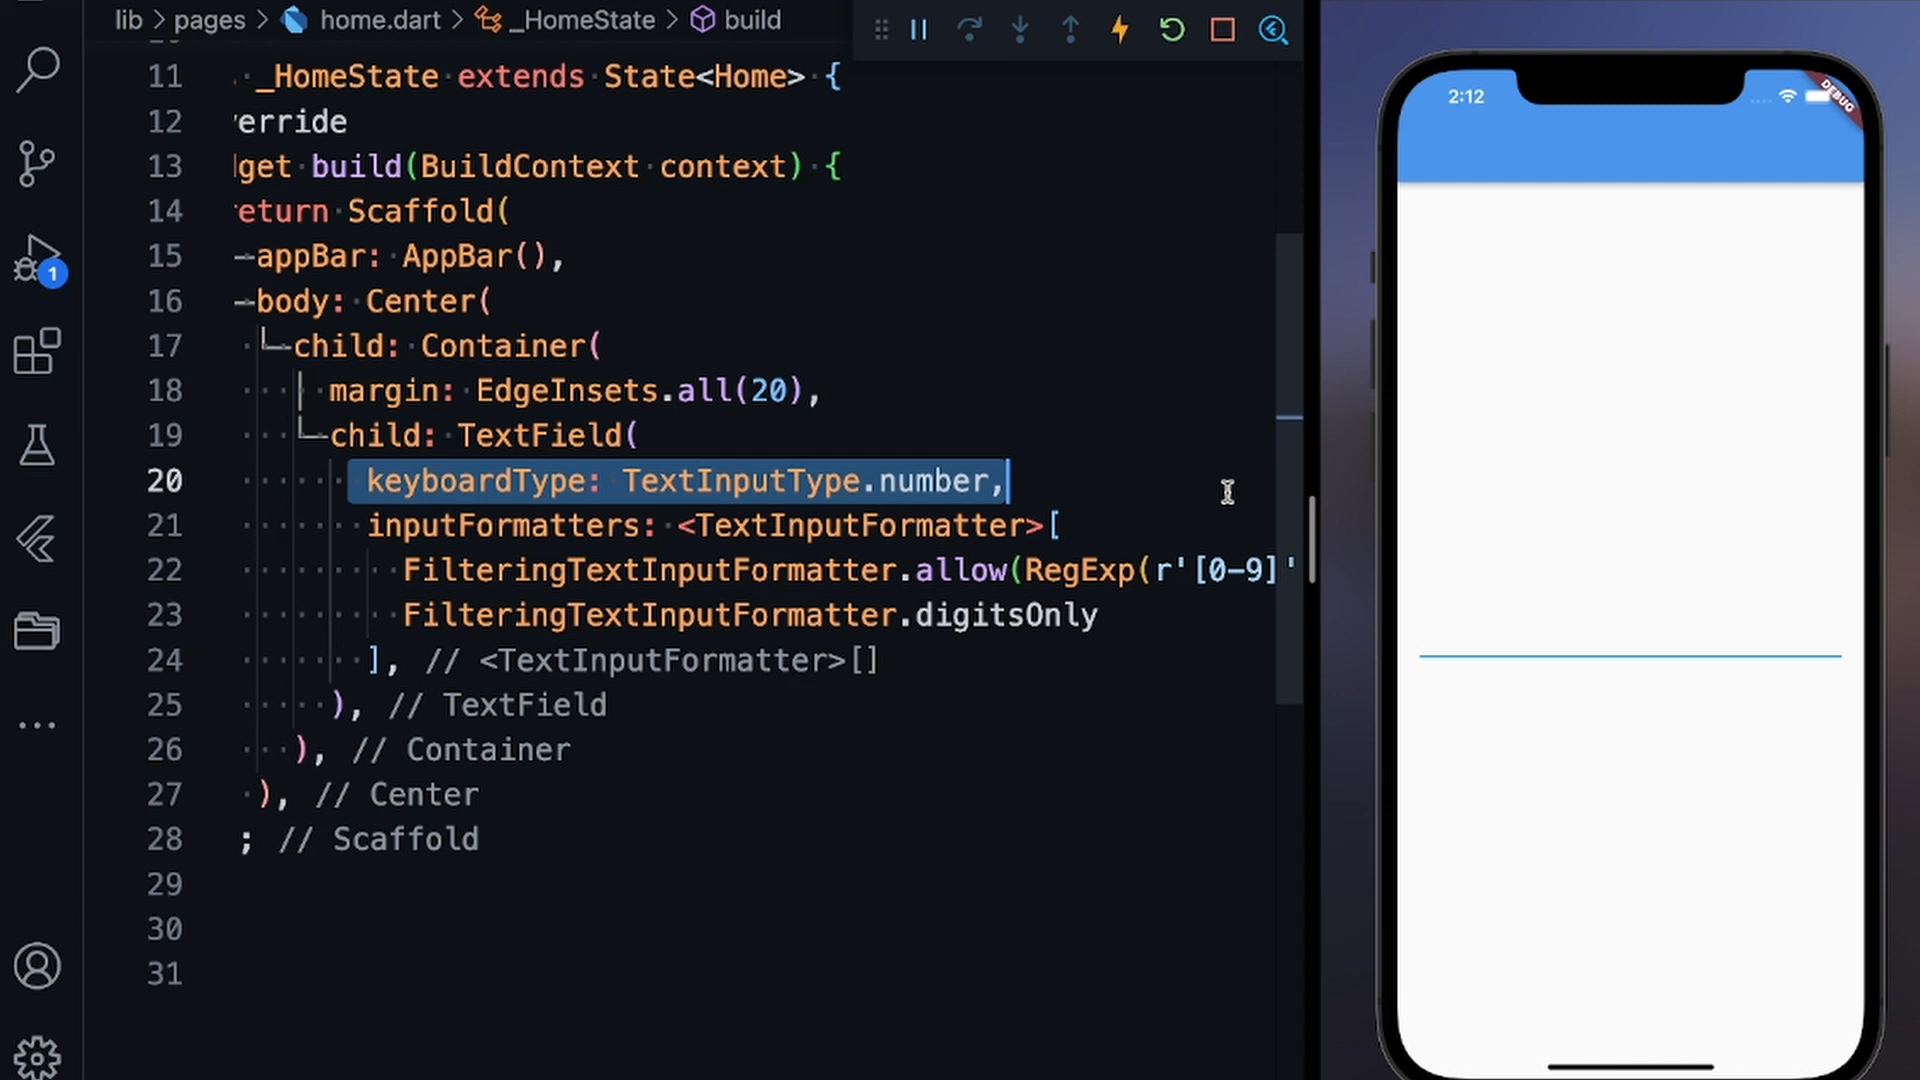 lib > pages > home.dart > _HomeState > build
11 _HomeState extends State<Home> {
12 erride
13 get build(BuildContext context) {
14 eturn Scaffold(
15 appBar: AppBar(),
16 body: Center(
17 child: Container(
18 margin: EdgeInsets.all(20),
19 child: TextField(
20 keyboardType: TextInputType.number,
21 inputFormatters: <TextInputFormatter>[
22 FilteringTextInputFormatter.allow(RegExp(r'[0-9]'
23 FilteringTextInputFormatter.digitsOnly
24 ], // <TextInputFormatter>[]
25 ), // TextField
26 ), // Container
27 ), // Center
28 ; // Scaffold
29
30
31
1
2:12
DEBUG